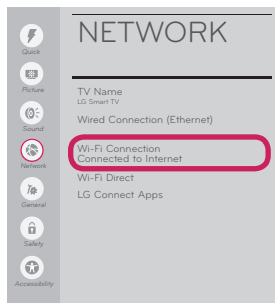 NETWORK
Quick
Picture
Sound
Network
General
Safety
Accessibility
TV Name
LG Smart TV
Wired Connection (Ethernet)
Wi-Fi Connection
Connected to Internet
Wi-Fi Direct
LG Connect Apps